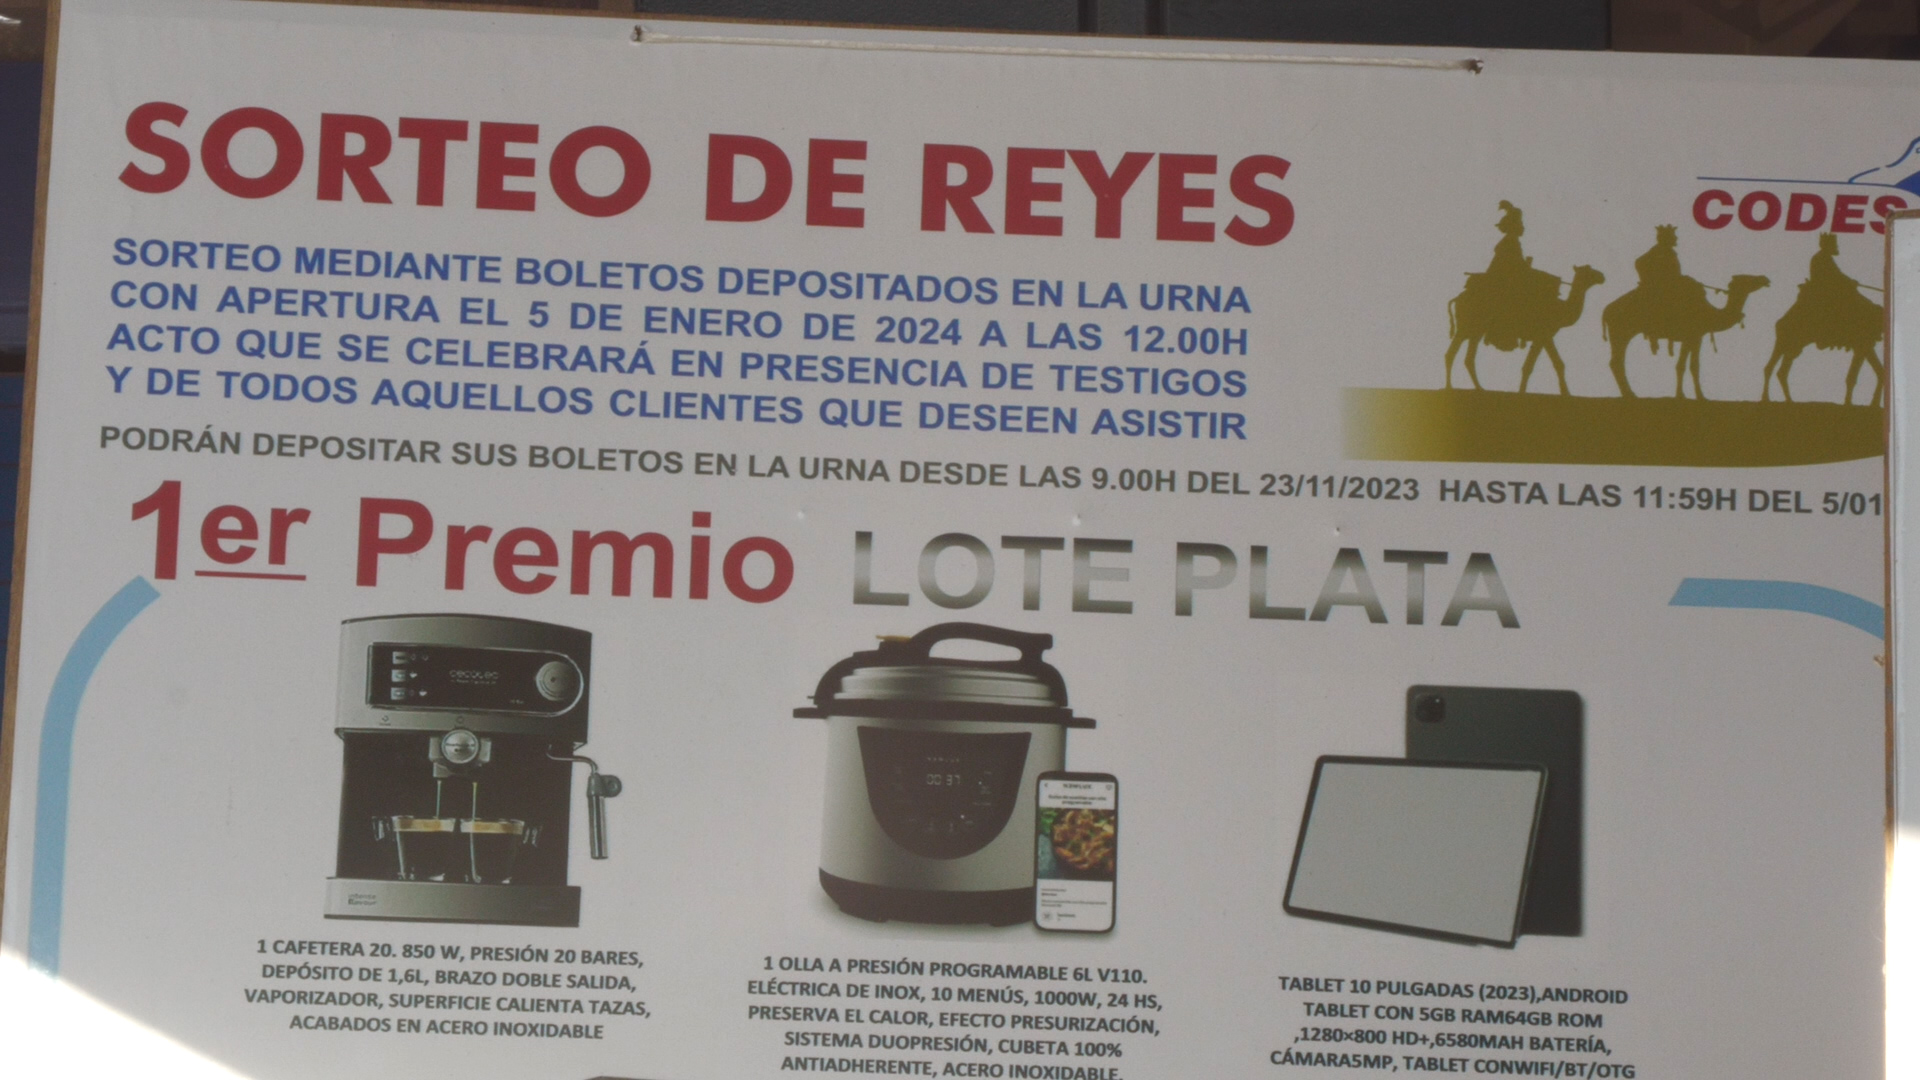 SORTEO DE REYES
CODES
SORTEO MEDIANTE BOLETOS DEPOSITADOS EN LA URNA
CON APERTURA EL 5 DE ENERO DE 2024 A LAS 12.00H
ACTO QUE SE CELEBRARÁ EN PRESENCIA DE TESTIGOS
Y DE TODOS AQUELLOS CLIENTES QUE DESEEN ASISTIR
PODRÁN DEPOSITAR SUS BOLETOS EN LA URNA DESDE LAS 9.00H DEL 23/11/2023 HASTA LAS 11:59H DEL 5/01
1er Premio LOTE PLATA
cecotec
00:37
1 CAFETERA 20. 850 W, PRESIÓN 20 BARES,
DEPÓSITO DE 1,6L, BRAZO DOBLE SALIDA,
VAPORIZADOR, SUPERFICIE CALIENTA TAZAS,
ACABADOS EN ACERO INOXIDABLE
1 OLLA A PRESIÓN PROGRAMABLE 6L V110.
ELÉCTRICA DE INOX, 10 MENÚS, 1000W, 24 HS,
PRESERVA EL CALOR, EFECTO PRESURIZACIÓN,
SISTEMA DUOPRESIÓN, CUBETA 100%
ANTIADHERENTE, ACERO INOXIDABLE.
TABLET 10 PULGADAS (2023),ANDROID
TABLET CON 5GB RAM64GB ROM
,1280×800 HD+,6580MAH BATERÍA,
CÁMARA5MP, TABLET CONWIFI/BT/OTG